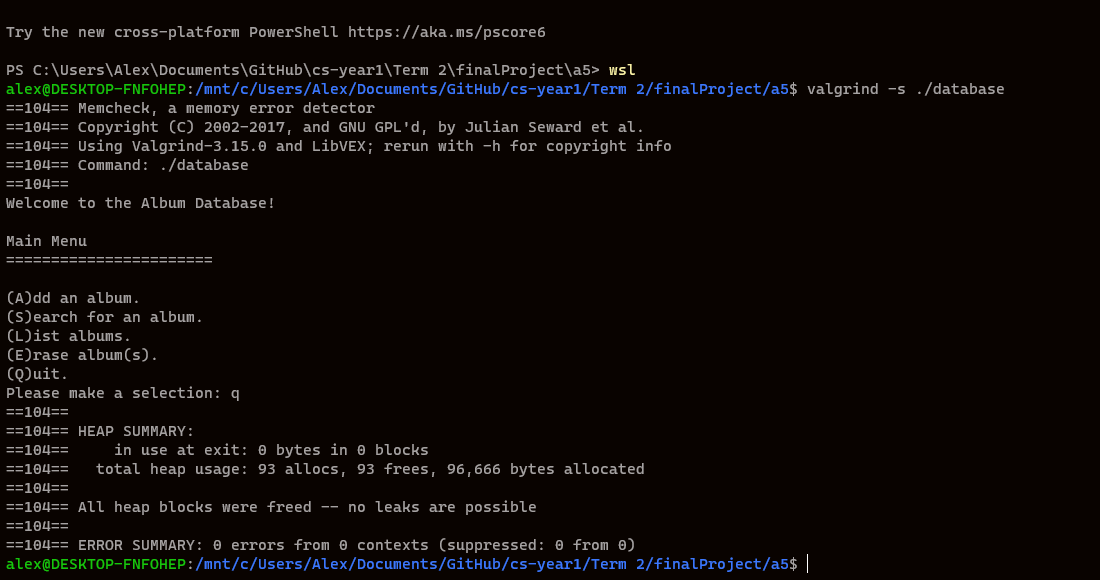 Try the new cross-platform PowerShell https://aka.ms/pscore6
PS C:\Users\Alex\Documents\GitHub\cs-year1\Term 2\finalProject\a5> wsl
alex@DESKTOP-FNFOHEP:/mnt/c/Users/Alex/Documents/GitHub/cs-year1/Term 2/finalProject/a5$ valgrind -s ./database
==104== Memcheck, a memory error detector
==104== Copyright (C) 2002-2017, and GNU GPL'd, by Julian Seward et al.
==104== Using Valgrind-3.15.0 and LibVEX; rerun with -h for copyright info
==104== Command: ./database
==104==
Welcome to the Album Database!
Main Menu
=======================
(A)dd an album.
(S)earch for an album.
(L)ist albums.
(E)rase album(s).
(Q)uit.
Please make a selection: q
==104==
==104== HEAP SUMMARY:
==104==     in use at exit: 0 bytes in 0 blocks
==104==   total heap usage: 93 allocs, 93 frees, 96,666 bytes allocated
==104==
==104== All heap blocks were freed -- no leaks are possible
==104==
==104== ERROR SUMMARY: 0 errors from 0 contexts (suppressed: 0 from 0)
alex@DESKTOP-FNFOHEP:/mnt/c/Users/Alex/Documents/GitHub/cs-year1/Term 2/finalProject/a5$